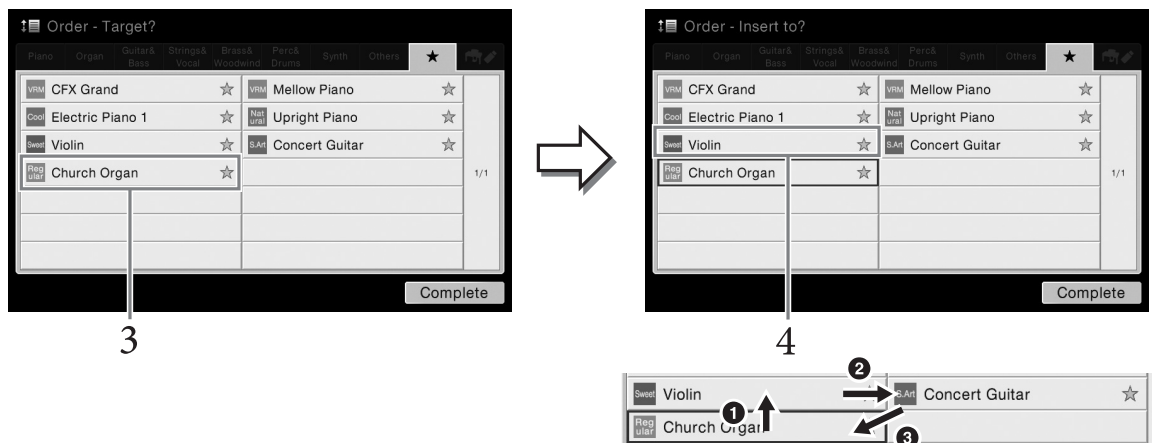 Order - Target?
Piano Organ Guitar& Bass Strings& Vocal Brass& Woodwind Perc& Drums Synth Others
VRM CFX Grand VRM Mellow Piano
Cool Electric Piano 1 Natural Upright Piano
Sweet Violin S.Art Concert Guitar
Regular Church Organ
1/1
Complete
3
Order - Insert to?
Piano Organ Guitar& Bass Strings& Vocal Brass& Woodwind Perc& Drums Synth Others
VRM CFX Grand VRM Mellow Piano
Cool Electric Piano 1 Natural Upright Piano
Sweet Violin S.Art Concert Guitar
Regular Church Organ
1/1
Complete
4
2
Sweet Violin S.Art Concert Guitar
1
Regular Church Organ
3